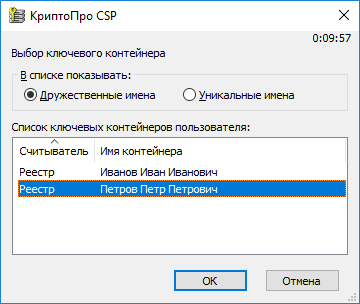 КриптоПро CSP
0:09:57
Выбор ключевого контейнера
В списке показывать:
Дружественные имена Уникальные имена
Список ключевых контейнеров пользователя:
Считыватель Имя контейнера
Реестр Иванов Иван Иванович
Реестр Петров Петр Петрович
ОК Отмена